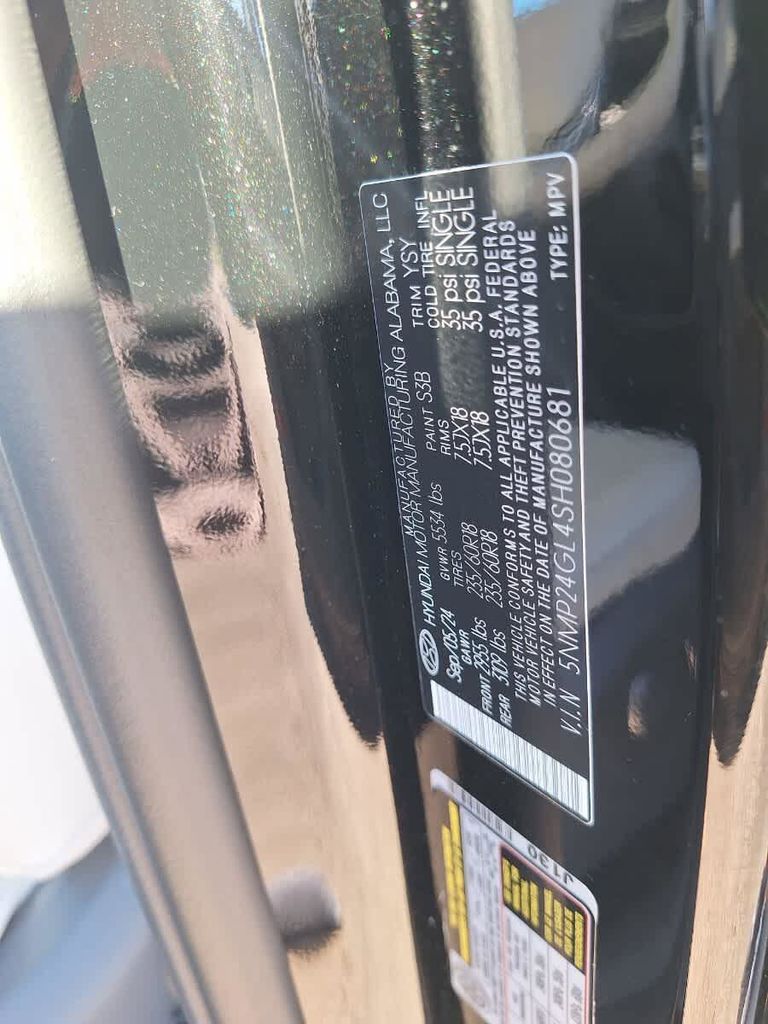 MANUFACTURED BY
HYUNDAI MOTOR MANUFACTURING ALABAMA, LLC
Sep/05/24 GVWR 5534 lbs PAINT S3B TRIM YSY
GAWR TIRES RIMS COLD TIRE INFL
FRONT 2855 lbs 235/60R18 7.5JX18 35 psi SINGLE
REAR 3109 lbs 235/60R18 7.5JX18 35 psi SINGLE
THIS VEHICLE CONFORMS TO ALL APPLICABLE U.S.A. FEDERAL
MOTOR VEHICLE SAFETY AND THEFT PREVENTION STANDARDS
IN EFFECT ON THE DATE OF MANUFACTURE SHOWN ABOVE
V.I.N 5NMP24GL4SH080681 TYPE: MPV
J130